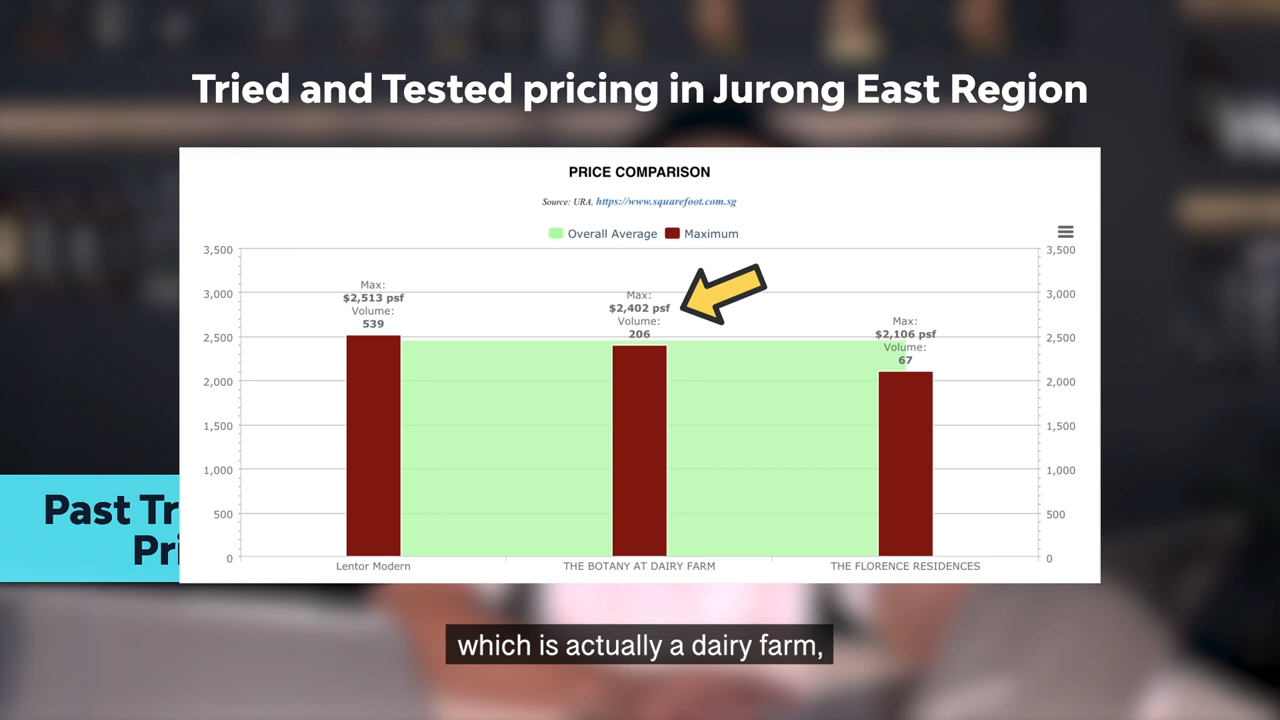 Tried and Tested pricing in Jurong East Region
PRICE COMPARISON
Source: URA, https://www.squarefoot.com.sg
Overall Average
Maximum
3,500
3,000
2,500
2,000
1,500
1,000
500
0
Max:
$2,513 psf
Volume:
539
Max:
$2,402 psf
Volume:
206
Max:
$2,106 psf
Volume:
67
3,500
3,000
2,500
2,000
1,500
1,000
500
0
Lentor Modern
THE BOTANY AT DAIRY FARM
THE FLORENCE RESIDENCES
Past Tr
Pri
which is actually a dairy farm,